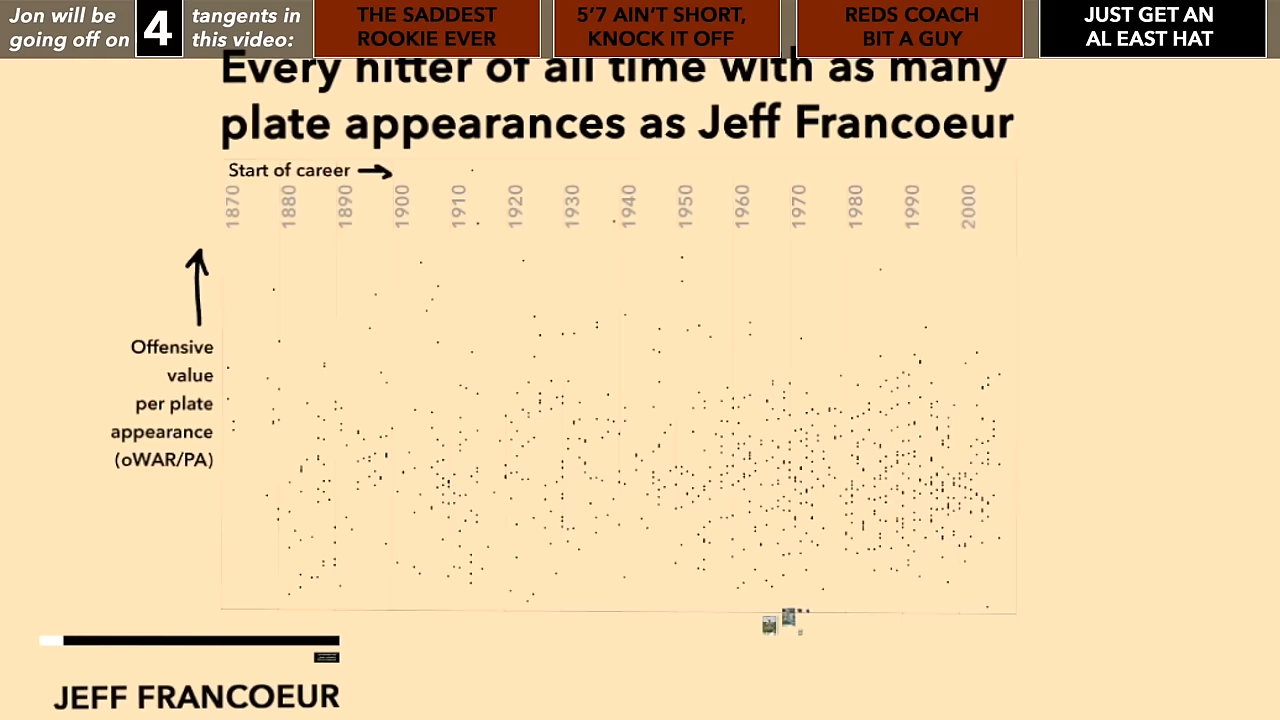 Jon will be
going off on
4
tangents in
this video:
THE SADDEST
ROOKIE EVER
5'7 AIN'T SHORT,
KNOCK IT OFF
REDS COACH
BIT A GUY
JUST GET AN
AL EAST HAT
Every hitter of all time with as many
plate appearances as Jeff Francoeur
Start of career
1870
1880
1890
1900
1910
1920
1930
1940
1950
1960
1970
1980
1990
2000
Offensive
value
per plate
appearance
(oWAR/PA)
JEFF FRANCOEUR